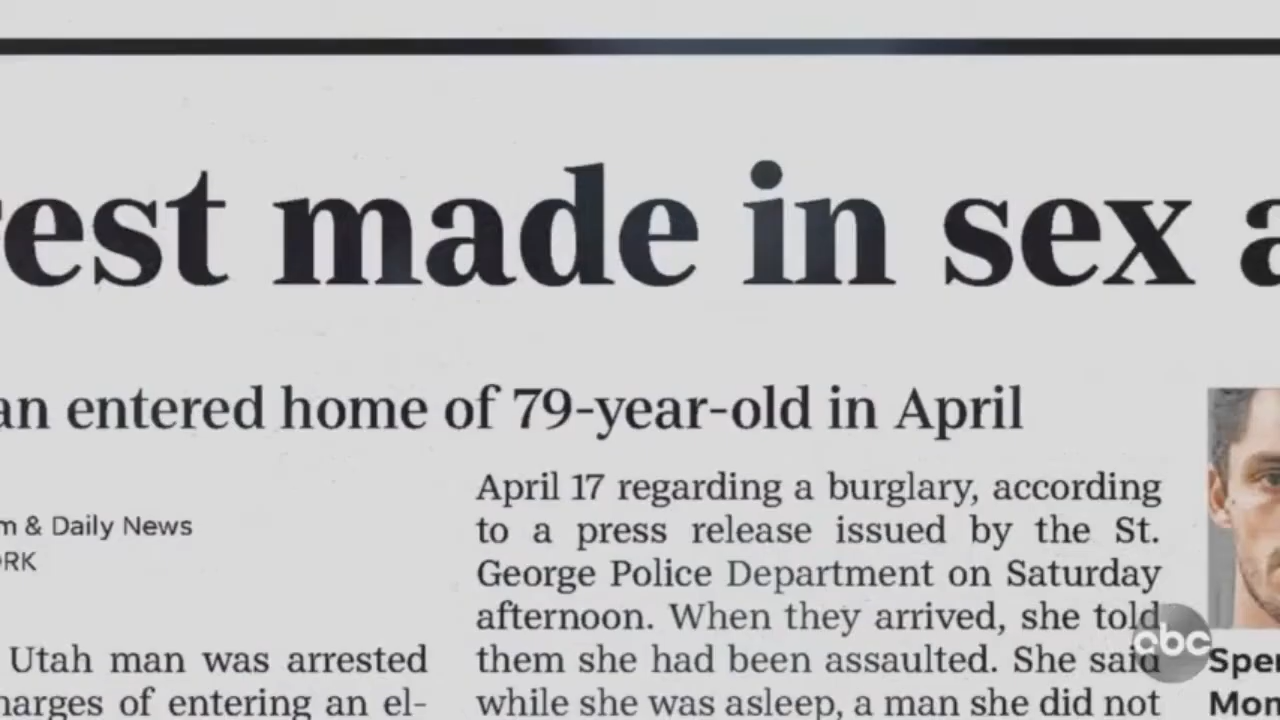 rest made in sex a
an entered home of 79-year-old in April
m & Daily News
RK
Utah man was arrested
harges of entering an el-
April 17 regarding a burglary, according
to a press release issued by the St.
George Police Department on Saturday
afternoon. When they arrived, she told
them she had been assaulted. She said
while she was asleep, a man she did not
abc
Spen
Mon